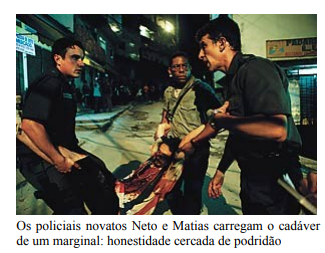 Os policiais novatos Neto e Matias carregam o cadáver
de um marginal: honestidade cercada de podridão